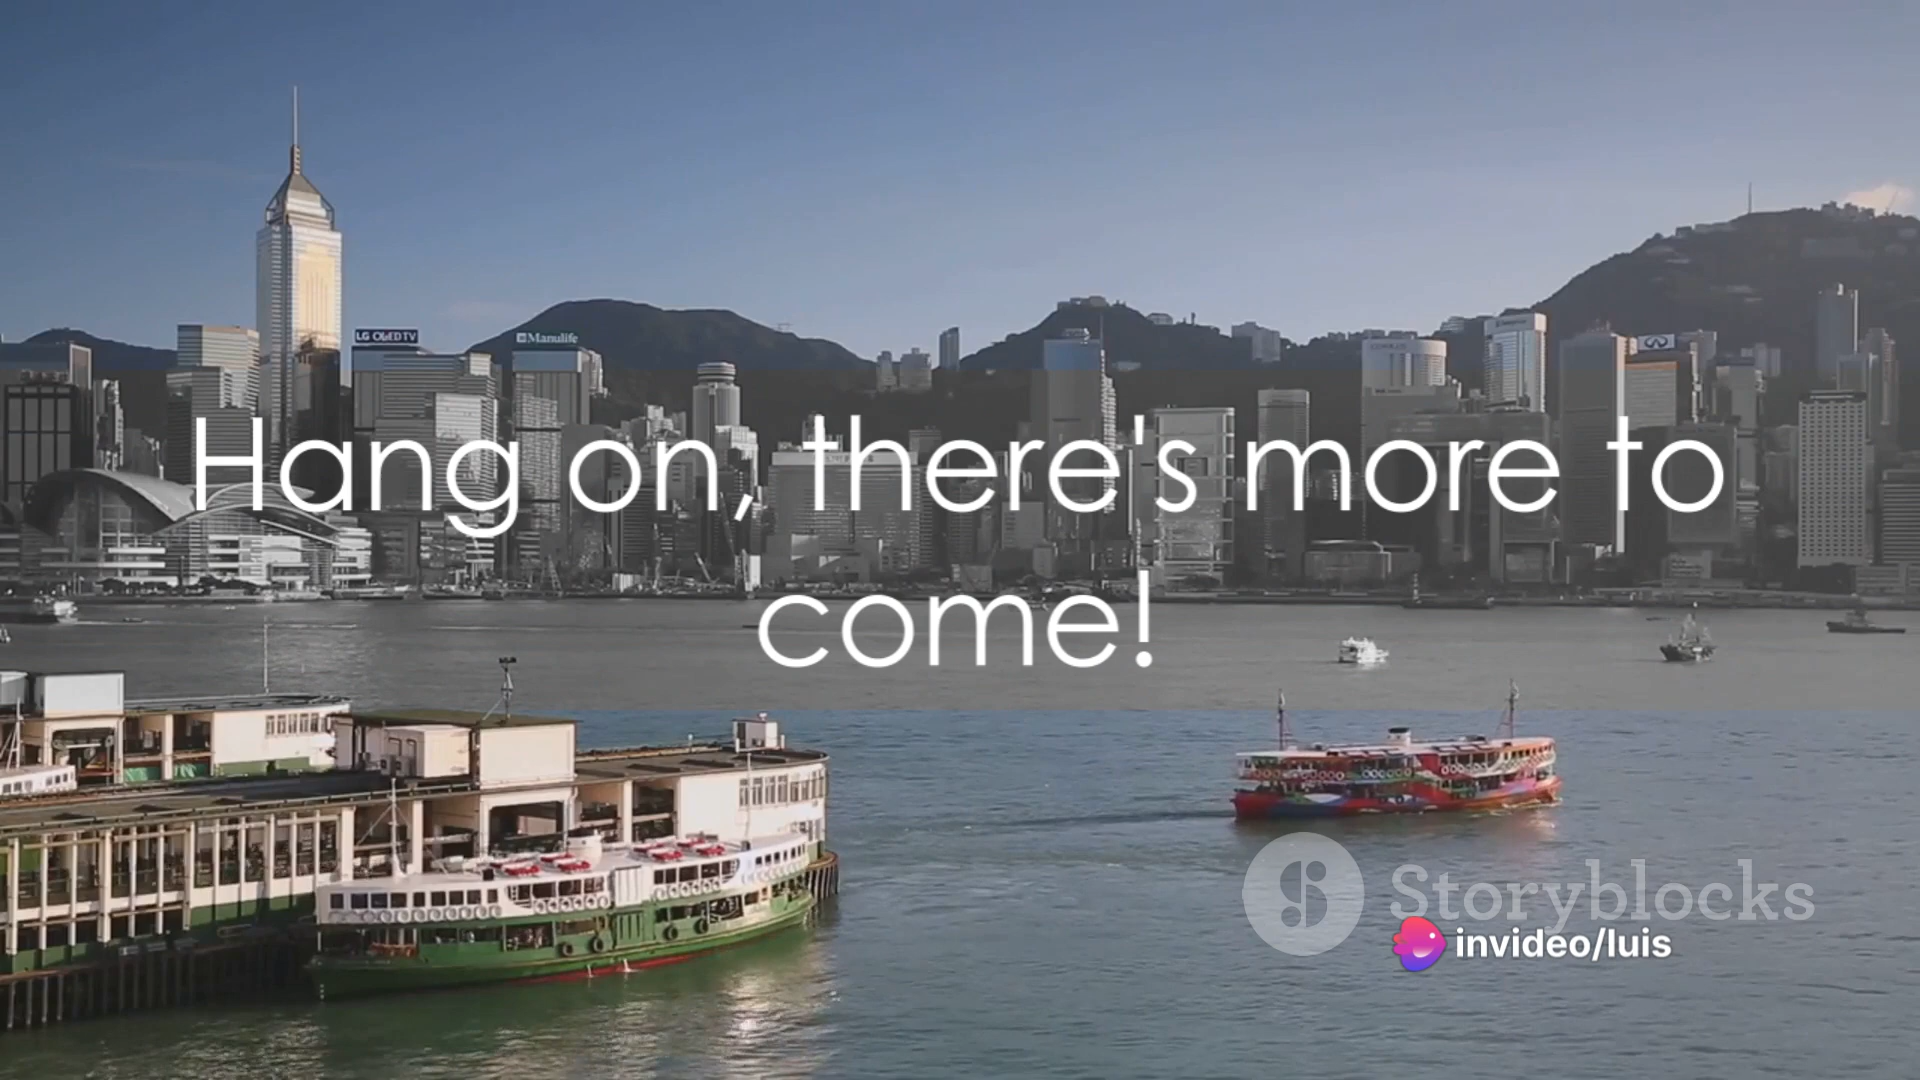 LG OLED TV
Manulife
Hang on, there's more to
come!
Storyblocks
invideo/luis